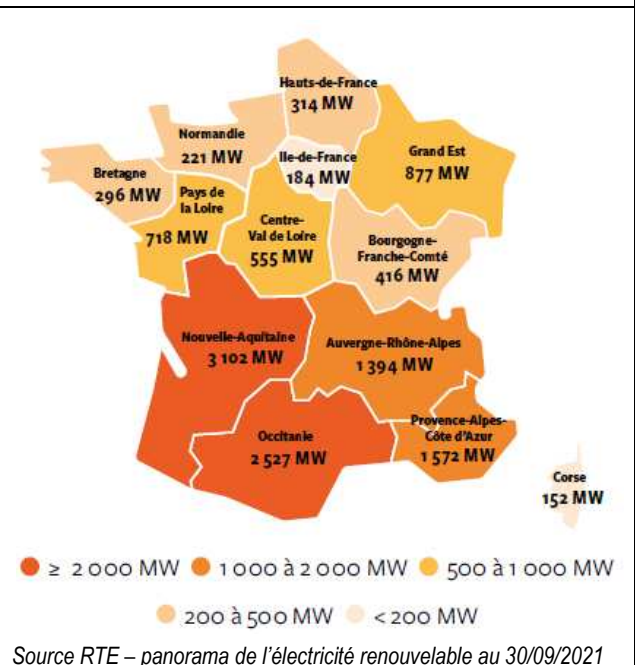 Hauts-de-France
314 MW
Normandie
221 MW
Ile-de-France
184 MW
Grand Est
877 MW
Bretagne
296 MW
Pays de
la Loire
718 MW
Centre-
Val de Loire
555 MW
Bourgogne-
Franche-Comté
416 MW
Nouvelle-Aquitaine
3 102 MW
Auvergne-Rhône-Alpes
1 394 MW
Occitanie
2 527 MW
Provence-Alpes-
Côte d'Azur
1 572 MW
Corse
152 MW
≥ 2 000 MW 1 000 à 2 000 MW 500 à 1 000 MW
200 à 500 MW < 200 MW
Source RTE – panorama de l'électricité renouvelable au 30/09/2021